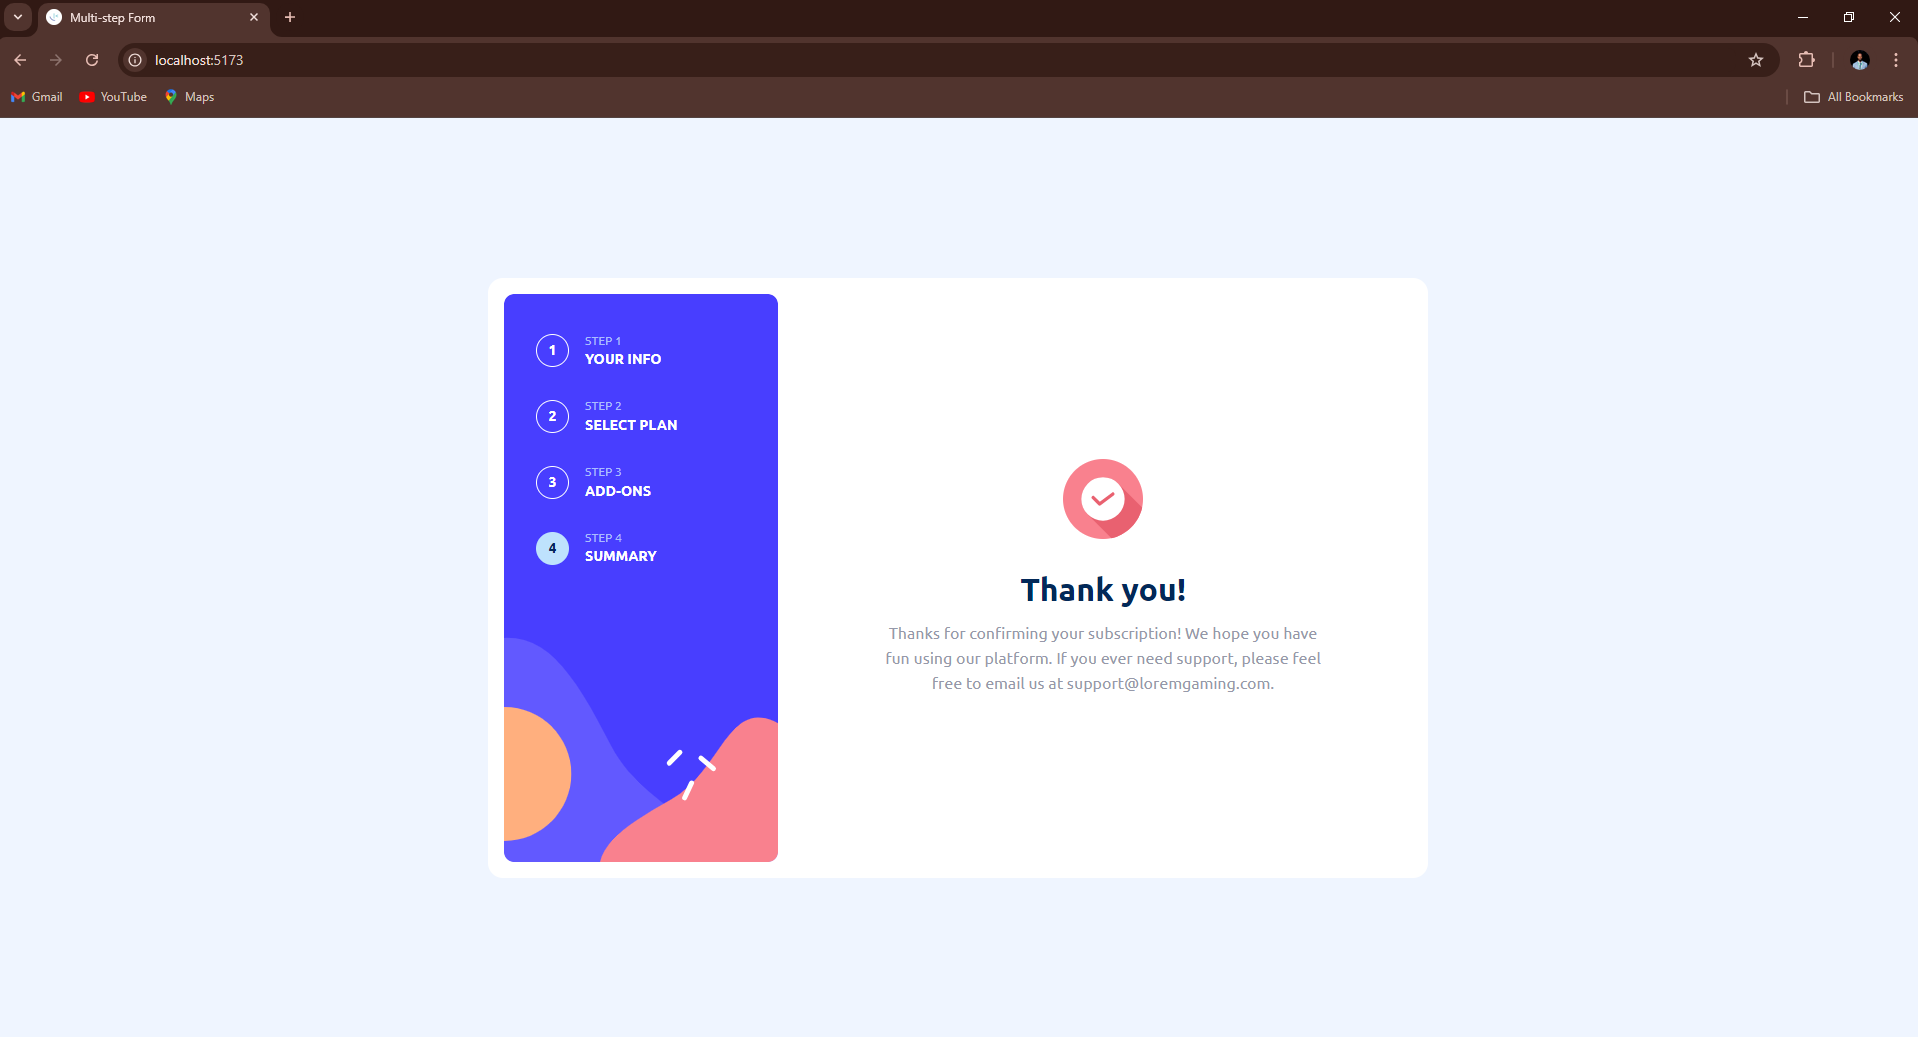 Multi-step Form
localhost:5173
Gmail
YouTube
Maps
All Bookmarks
1
STEP 1
YOUR INFO
2
STEP 2
SELECT PLAN
3
STEP 3
ADD-ONS
4
STEP 4
SUMMARY
Thank you!
Thanks for confirming your subscription! We hope you have
fun using our platform. If you ever need support, please feel
free to email us at support@loremgaming.com.